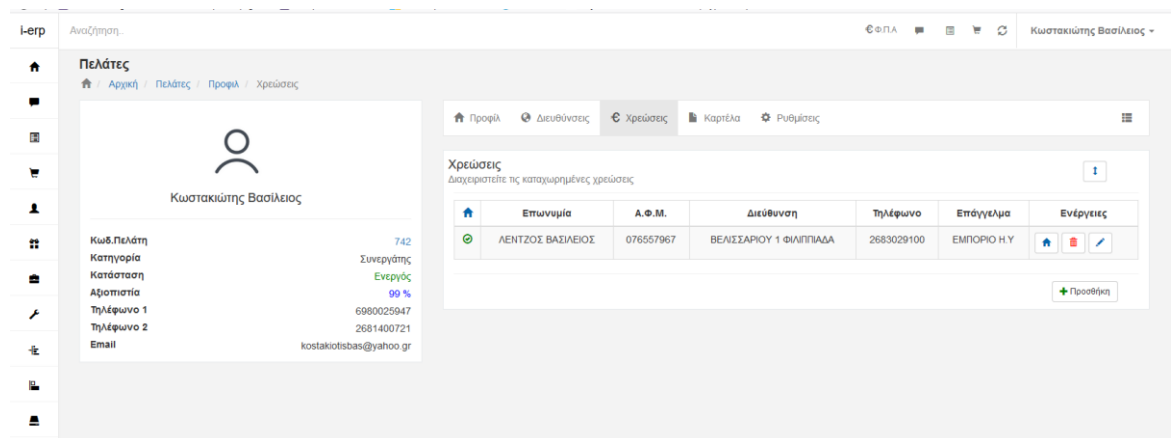 i-erp Αναζήτηση.. € Φ.Π.Α Κωστακιώτης Βασίλειος
Πελάτες
/ Αρχική / Πελάτες / Προφιλ / Χρεώσεις
Προφίλ Διευθύνσεις € Χρεώσεις Καρτέλα Ρυθμίσεις
Κωστακιώτης Βασίλειος
Κωδ.Πελάτη 742
Κατηγορία Συνεργάτης
Κατάσταση Ενεργός
Αξιοπιστία 99 %
Τηλέφωνο 1 6980025947
Τηλέφωνο 2 2681400721
Email kostakiotisbas@yahoo.gr
Χρεώσεις
Διαχειριστείτε τις καταχωρημένες χρεώσεις
Επωνυμία Α.Φ.Μ. Διεύθυνση Τηλέφωνο Επάγγελμα Ενέργειες
ΛΕΝΤΖΟΣ ΒΑΣΙΛΕΙΟΣ 076557967 ΒΕΛΙΣΣΑΡΙΟΥ 1 ΦΙΛΙΠΠΙΑΔΑ 2683029100 ΕΜΠΟΡΙΟ Η.Υ
Προσθήκη